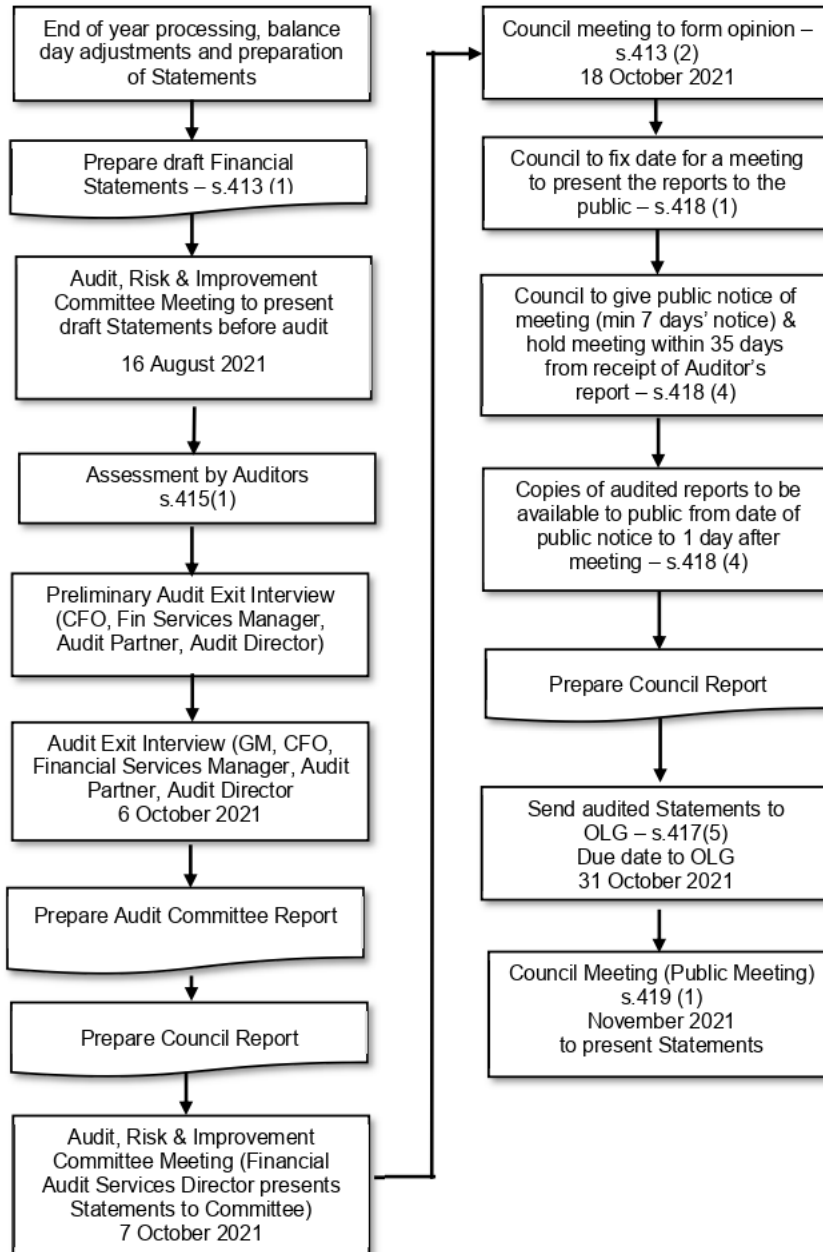 End of year processing, balance
day adjustments and preparation
of Statements
Prepare draft Financial
Statements – s.413 (1)
Audit, Risk & Improvement
Committee Meeting to present
draft Statements before audit
16 August 2021
Assessment by Auditors
s.415(1)
Preliminary Audit Exit Interview
(CFO, Fin Services Manager,
Audit Partner, Audit Director)
Audit Exit Interview (GM, CFO,
Financial Services Manager, Audit
Partner, Audit Director
6 October 2021
Prepare Audit Committee Report
Prepare Council Report
Audit, Risk & Improvement
Committee Meeting (Financial
Audit Services Director presents
Statements to Committee)
7 October 2021
Council meeting to form opinion –
s.413 (2)
18 October 2021
Council to fix date for a meeting
to present the reports to the
public – s.418 (1)
Council to give public notice of
meeting (min 7 days’ notice) &
hold meeting within 35 days
from receipt of Auditor’s
report – s.418 (4)
Copies of audited reports to be
available to public from date of
public notice to 1 day after
meeting – s.418 (4)
Prepare Council Report
Send audited Statements to
OLG – s.417(5)
Due date to OLG
31 October 2021
Council Meeting (Public Meeting)
s.419 (1)
November 2021
to present Statements